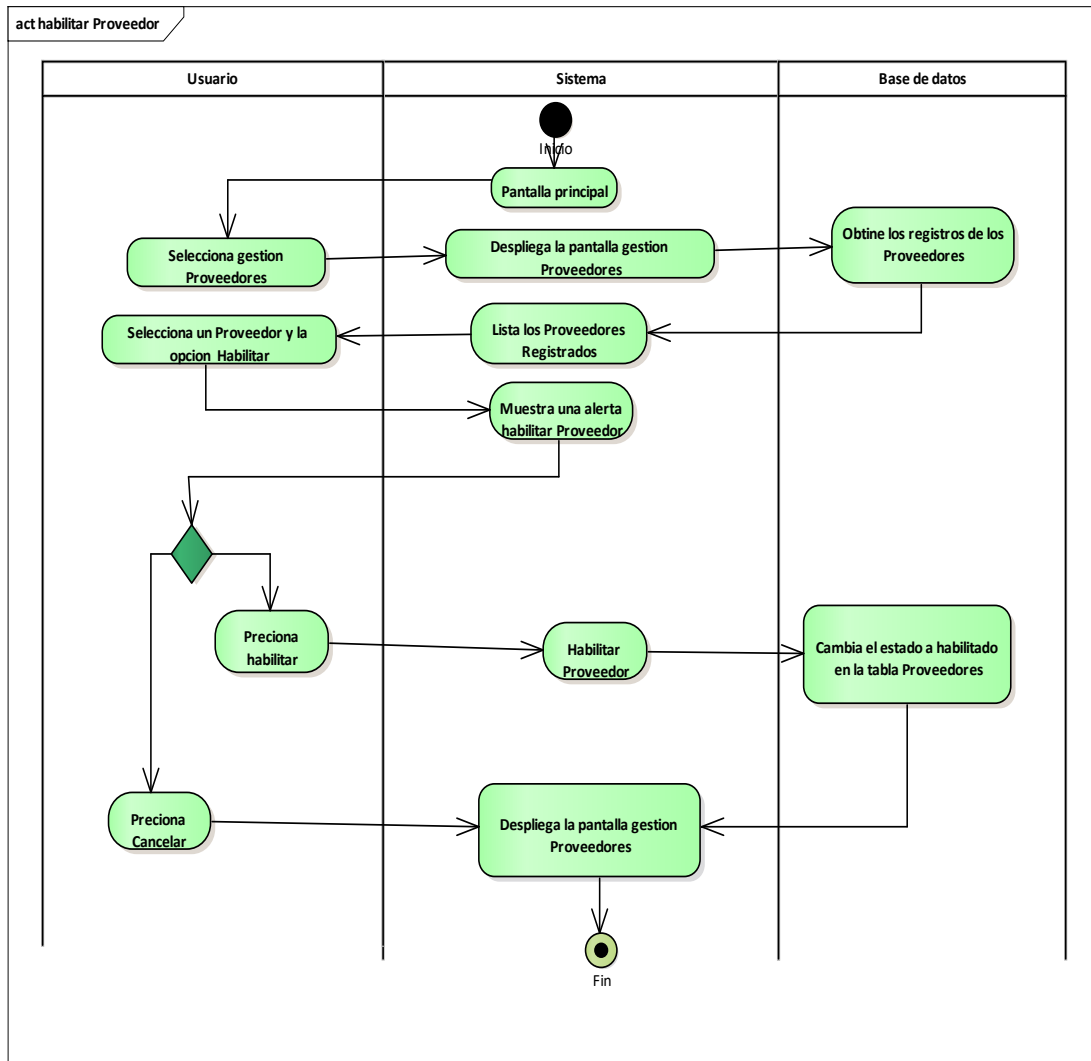 act habilitar Proveedor
Usuario
Sistema
Base de datos
Inicio
Pantalla principal
Selecciona gestion
Proveedores
Despliega la pantalla gestion
Proveedores
Obtine los registros de los
Proveedores
Lista los Proveedores
Registrados
Selecciona un Proveedor y la
opcion Habilitar
Muestra una alerta
habilitar Proveedor
Preciona
habilitar
Habilitar
Proveedor
Cambia el estado a habilitado
en la tabla Proveedores
Preciona
Cancelar
Despliega la pantalla gestion
Proveedores
Fin